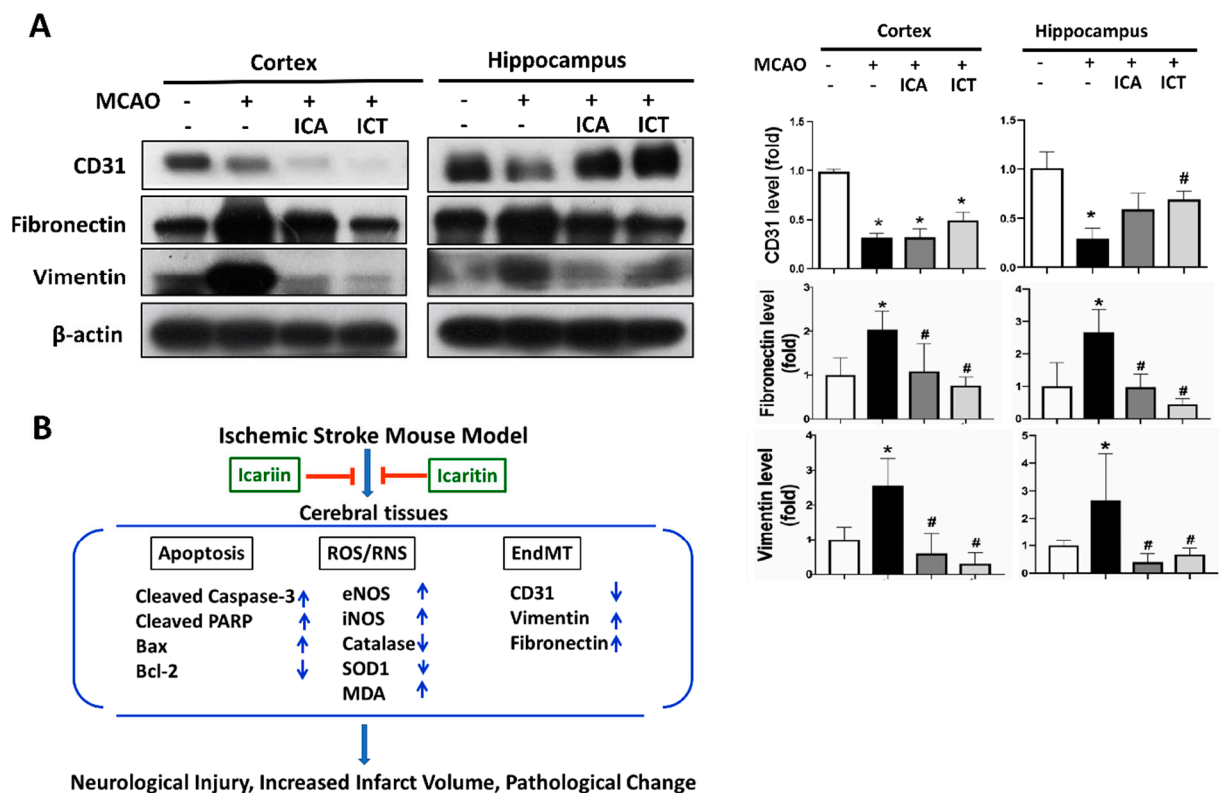 A
Cortex
Hippocampus
MCAO - + + +
- - ICA ICT
- + + +
- - ICA ICT
CD31
Fibronectin
Vimentin
β-actin
Cortex
Hippocampus
MCAO - + + +
- - ICA ICT
- + + +
- - ICA ICT
CD31 level (fold)
1.5
1.0
0.5
0.0
* * *
1.5
1.0
0.5
0.0
* #
Fibronectin level
(fold)
3
2
1
0
* # #
4
3
2
1
0
* # #
Vimentin level
(fold)
4
3
2
1
0
* # #
5
4
3
2
1
0
* # #
B
Ischemic Stroke Mouse Model
Icariin
Icaritin
Cerebral tissues
Apoptosis
Cleaved Caspase-3 ↑
Cleaved PARP ↑
Bax ↑
Bcl-2 ↓
ROS/RNS
eNOS ↑
iNOS ↑
Catalase ↓
SOD1 ↓
MDA ↑
EndMT
CD31 ↓
Vimentin ↑
Fibronectin ↑
Neurological Injury, Increased Infarct Volume, Pathological Change